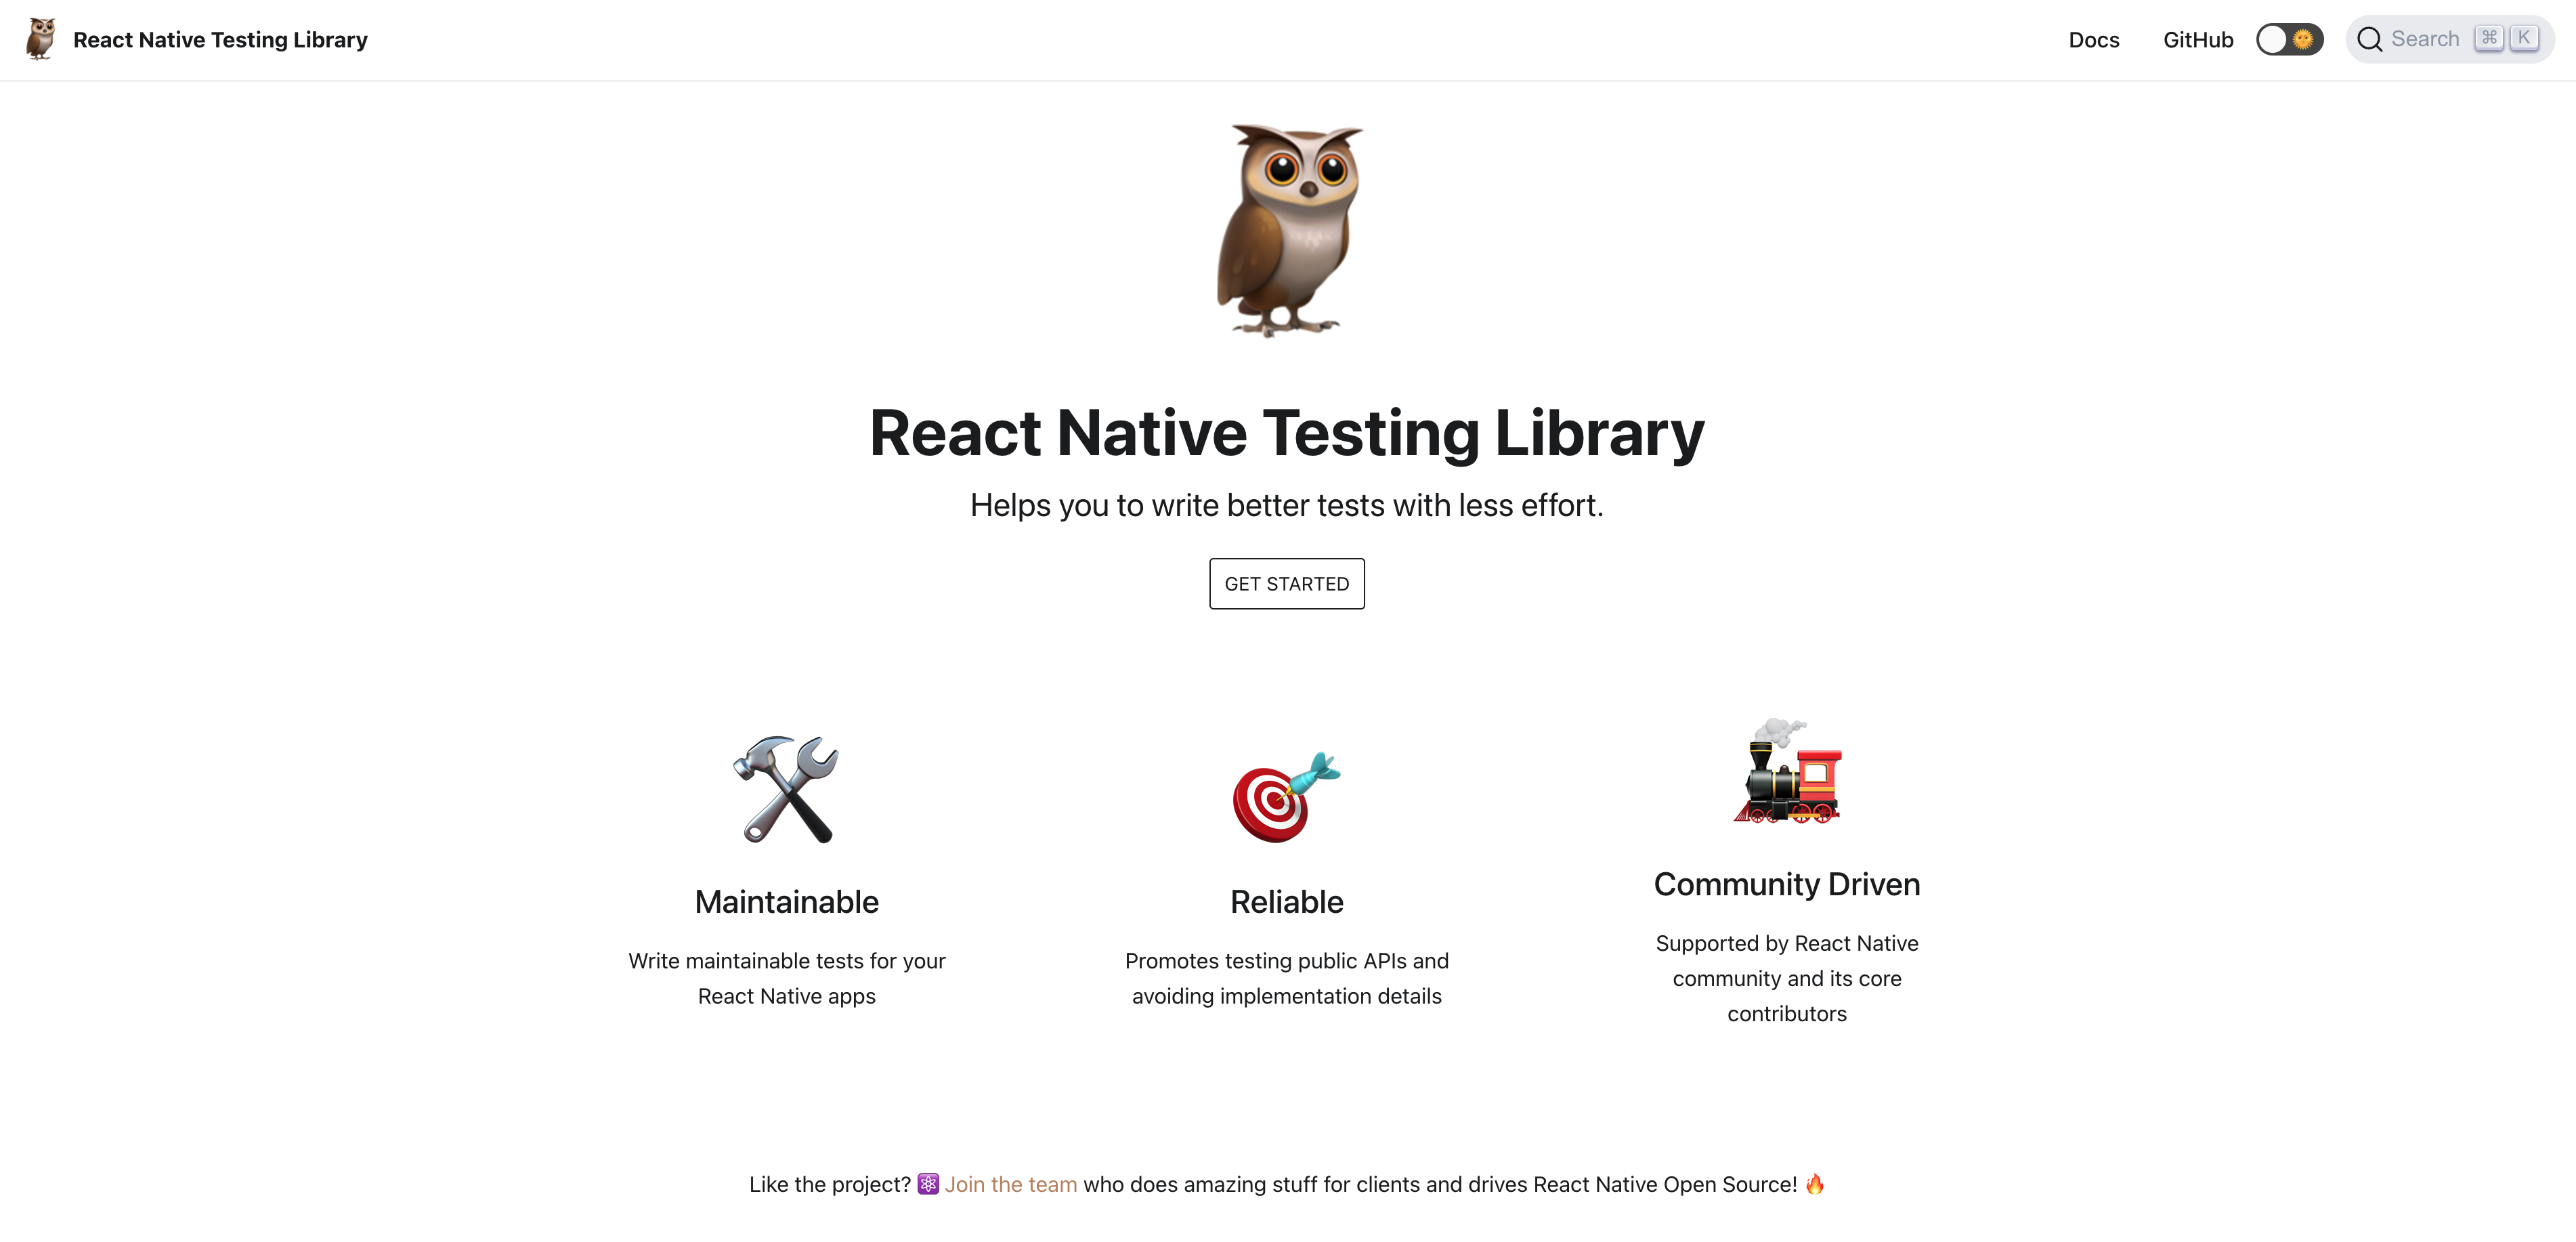 React Native Testing Library
Docs
GitHub
Search ⌘ K
React Native Testing Library
Helps you to write better tests with less effort.
GET STARTED
Maintainable
Write maintainable tests for your
React Native apps
Reliable
Promotes testing public APIs and
avoiding implementation details
Community Driven
Supported by React Native
community and its core
contributors
Like the project? ⚛️ Join the team who does amazing stuff for clients and drives React Native Open Source! 🔥